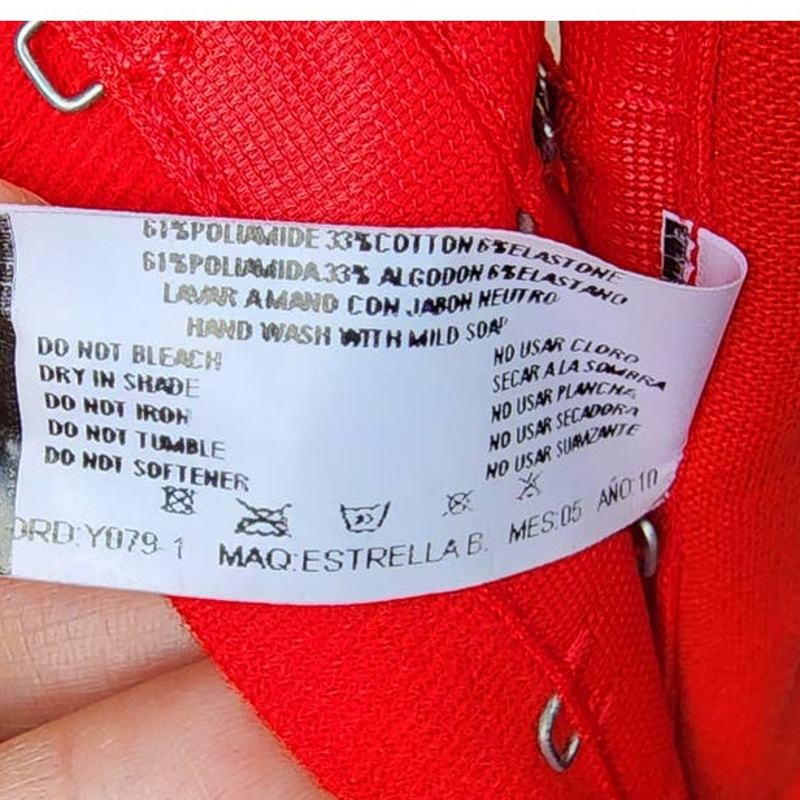 61%POLIAMIDE 33%COTTON 6%ELASTONE
61%POLIAMIDA33% ALGODON 6%ELASTANO
LAVAR A MANO CON JABON NEUTRO
HAND WASH WITH MILD SOAP
DO NOT BLEACH
DRY IN SHADE
DO NOT IRON
DO NOT TUMBLE
DO NOT SOFTENER
NO USAR CLORO
SECAR A LA SOMBRA
NO USAR PLANCHA
NO USAR SECADORA
NO USAR SUAVIZANTE
ORD:Y079-1 MAQ:ESTRELLA B. MES:05 AÑO:10